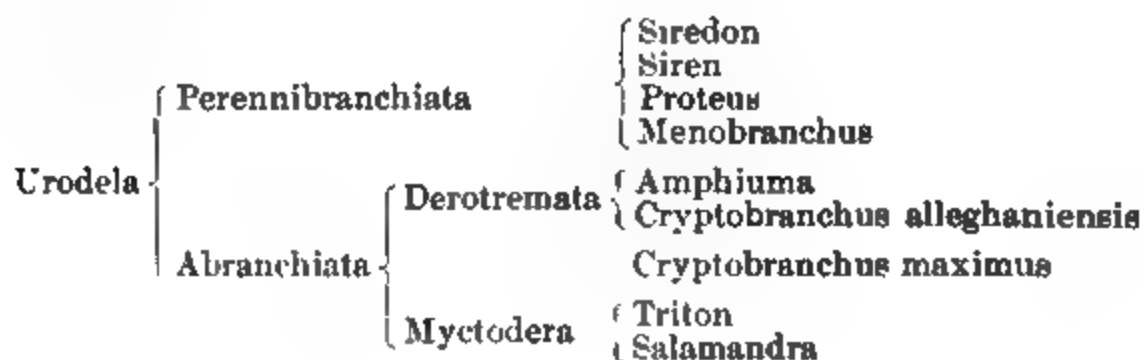 Siredon
Siren
Perennibranchiata Proteus
Menobranchus
Urodela
Derotremata Amphiuma
Cryptobranchus alleghaniensis
Abranchiata Cryptobranchus maximus
Myctodera Triton
Salamandra